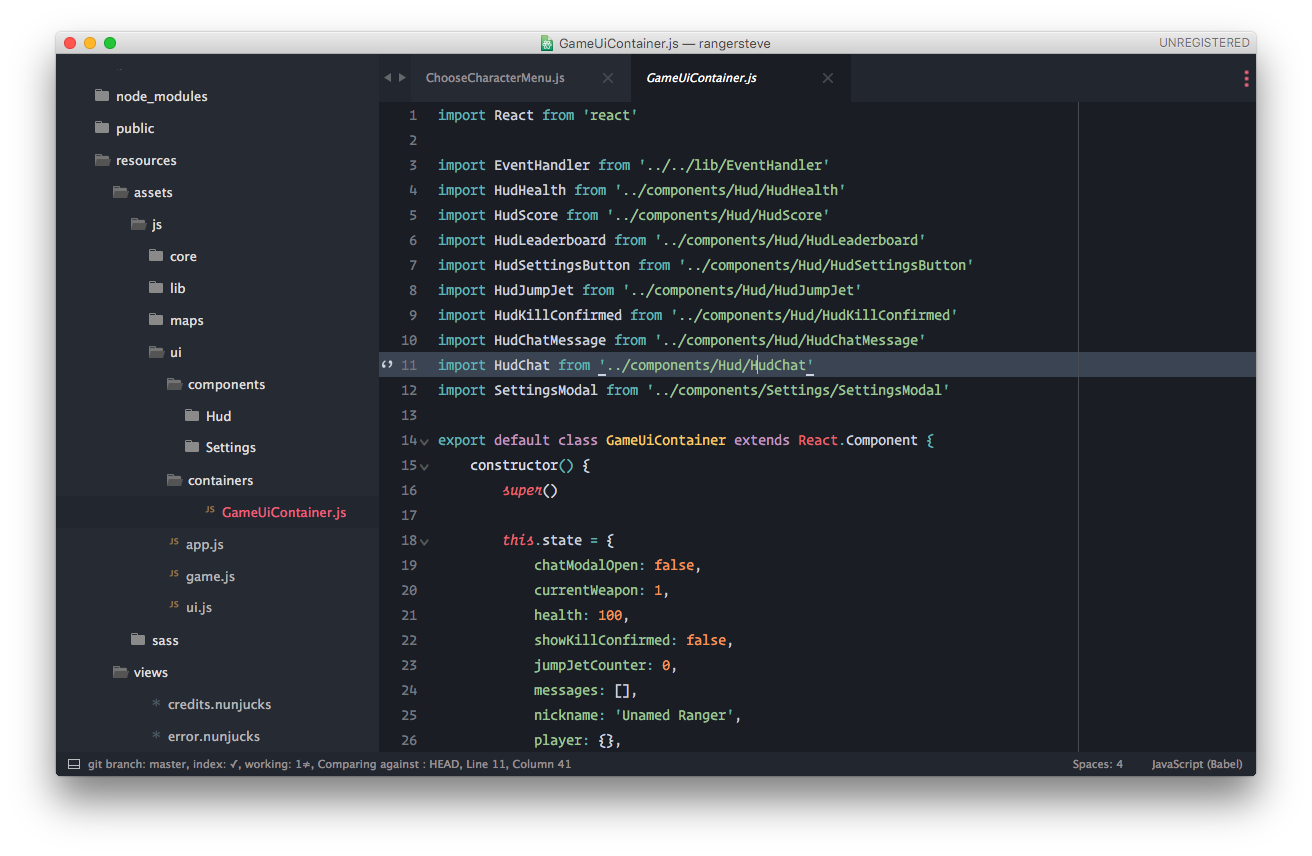 GameUiContainer.js — rangersteve
UNREGISTERED
node_modules
public
resources
assets
js
core
lib
maps
ui
components
Hud
Settings
containers
JS GameUiContainer.js
JS app.js
JS game.js
JS ui.js
sass
views
* credits.nunjucks
* error.nunjucks
ChooseCharacterMenu.js
GameUiContainer.js
1 import React from 'react'
2
3 import EventHandler from '../../lib/EventHandler'
4 import HudHealth from '../components/Hud/HudHealth'
5 import HudScore from '../components/Hud/HudScore'
6 import HudLeaderboard from '../components/Hud/HudLeaderboard'
7 import HudSettingsButton from '../components/Hud/HudSettingsButton'
8 import HudJumpJet from '../components/Hud/HudJumpJet'
9 import HudKillConfirmed from '../components/Hud/HudKillConfirmed'
10 import HudChatMessage from '../components/Hud/HudChatMessage'
11 import HudChat from '../components/Hud/HudChat'
12 import SettingsModal from '../components/Settings/SettingsModal'
13
14 export default class GameUiContainer extends React.Component {
15 constructor() {
16 super()
17
18 this.state = {
19 chatModalOpen: false,
20 currentWeapon: 1,
21 health: 100,
22 showKillConfirmed: false,
23 jumpJetCounter: 0,
24 messages: [],
25 nickname: 'Unamed Ranger',
26 player: {},
git branch: master, index: ✓, working: 1≠, Comparing against : HEAD, Line 11, Column 41
Spaces: 4
JavaScript (Babel)